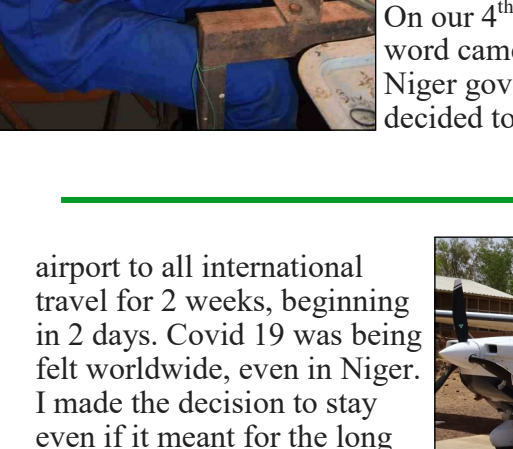 On our 4th
word came
Niger gov
decided to
airport to all international
travel for 2 weeks, beginning
in 2 days. Covid 19 was being
felt worldwide, even in Niger.
I made the decision to stay
even if it meant for the long